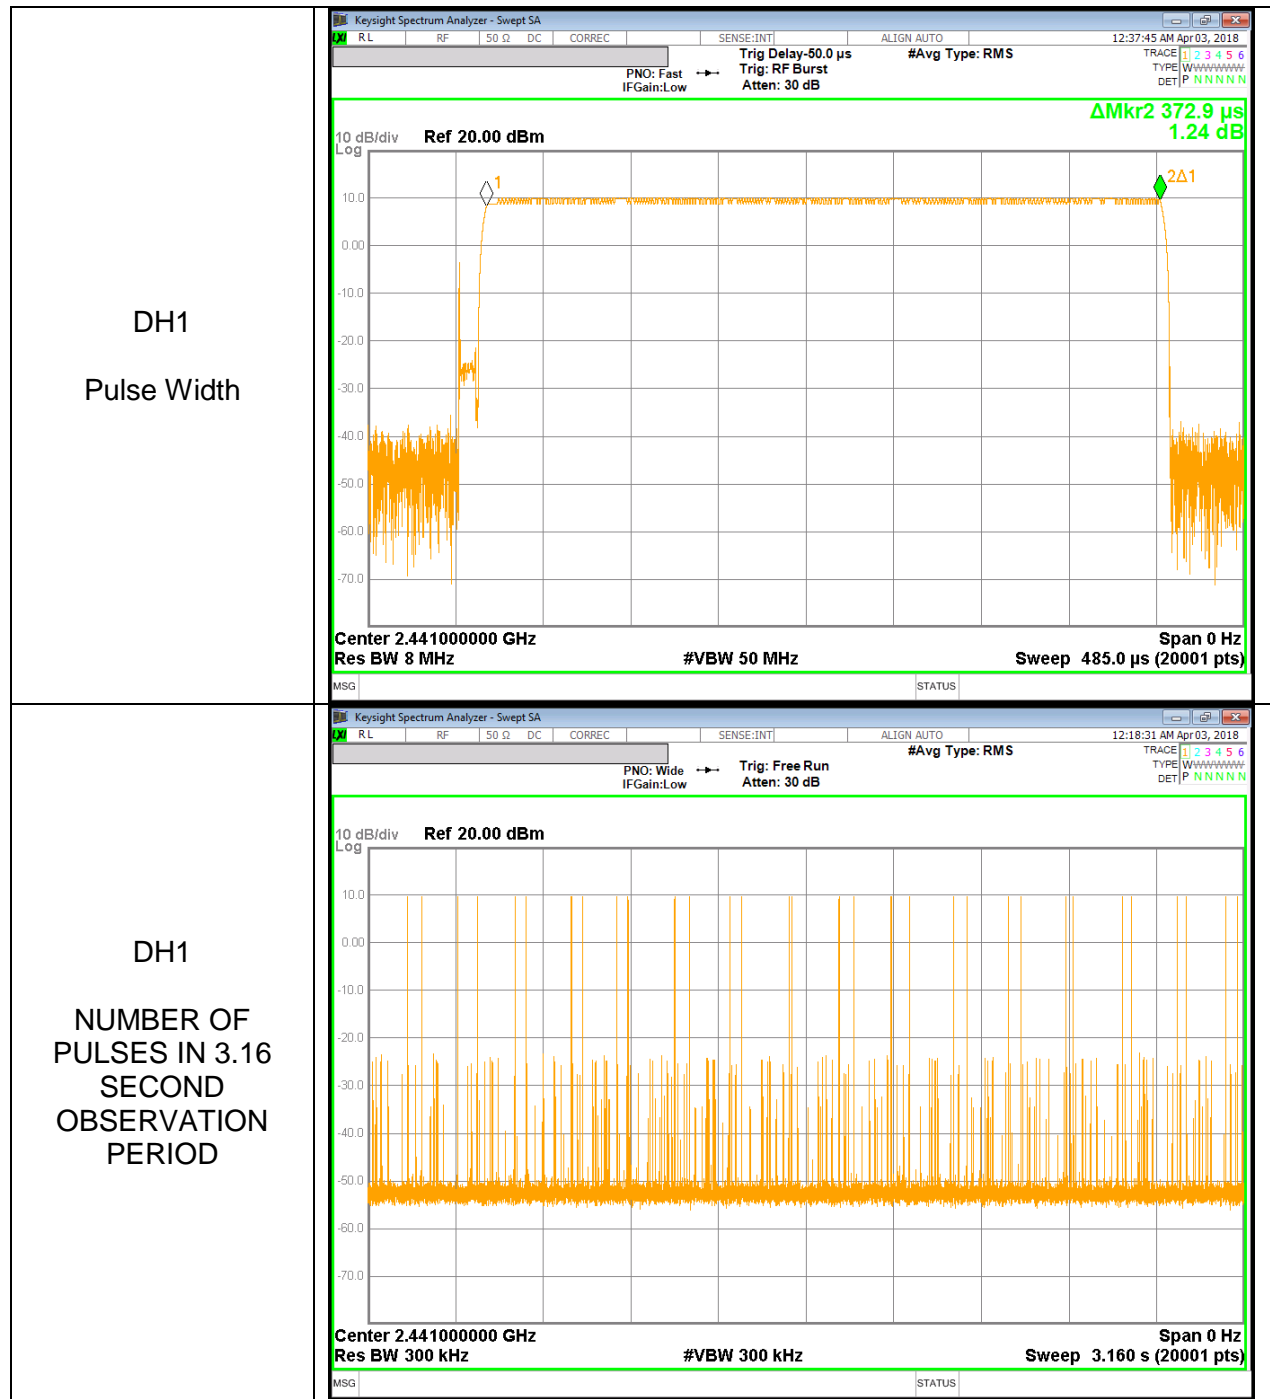 DH1
Pulse Width
Keysight Spectrum Analyzer - Swept SA
LXI RL RF 50 Ω DC CORREC SENSE:INT ALIGN AUTO 12:37:45 AM Apr 03, 2018
Trig Delay-50.0 µs #Avg Type: RMS TRACE 1 2 3 4 5 6
PNO: Fast Trig: RF Burst TYPE WWWWWW
IFGain:Low Atten: 30 dB DET P N N N N N
ΔMkr2 372.9 µs
1.24 dB
10 dB/div Ref 20.00 dBm
Log
1
2Δ1
10.0
0.00
-10.0
-20.0
-30.0
-40.0
-50.0
-60.0
-70.0
Center 2.441000000 GHz Span 0 Hz
Res BW 8 MHz #VBW 50 MHz Sweep 485.0 µs (20001 pts)
MSG STATUS
DH1
NUMBER OF
PULSES IN 3.16
SECOND
OBSERVATION
PERIOD
Keysight Spectrum Analyzer - Swept SA
LXI RL RF 50 Ω DC CORREC SENSE:INT ALIGN AUTO 12:18:31 AM Apr 03, 2018
#Avg Type: RMS TRACE 1 2 3 4 5 6
PNO: Wide Trig: Free Run TYPE WWWWWW
IFGain:Low Atten: 30 dB DET P N N N N N
10 dB/div Ref 20.00 dBm
Log
10.0
0.00
-10.0
-20.0
-30.0
-40.0
-50.0
-60.0
-70.0
Center 2.441000000 GHz Span 0 Hz
Res BW 300 kHz #VBW 300 kHz Sweep 3.160 s (20001 pts)
MSG STATUS